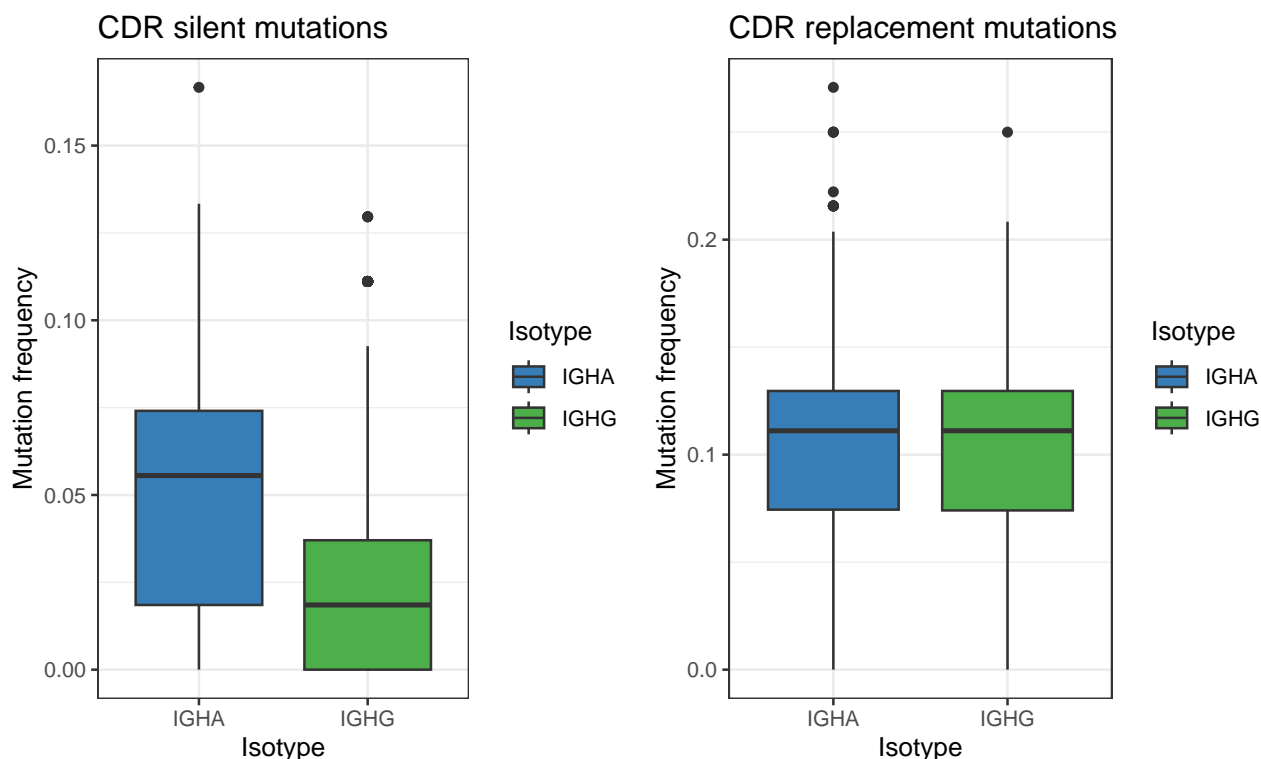 CDR silent mutations
Mutation frequency
0.15
0.10
0.05
0.00
IGHA
IGHG
Isotype
Isotype
IGHA
IGHG
CDR replacement mutations
Mutation frequency
0.2
0.1
0.0
IGHA
IGHG
Isotype
Isotype
IGHA
IGHG